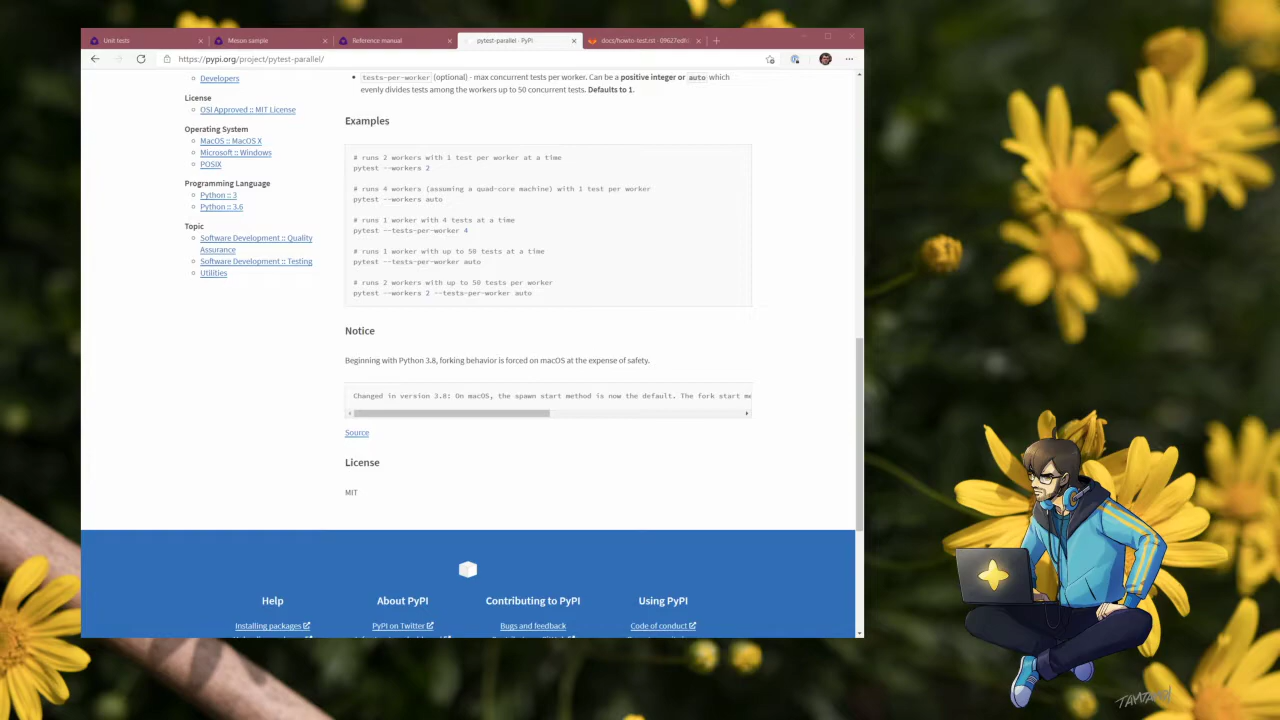 Unit tests
Meson sample
Reference manual
pytest-parallel · PyPI
docs/howto-test.rst · 09627edf
https://pypi.org/project/pytest-parallel/
Developers
License
OSI Approved :: MIT License
Operating System
MacOS :: MacOS X
Microsoft :: Windows
POSIX
Programming Language
Python :: 3
Python :: 3.6
Topic
Software Development :: Quality
Assurance
Software Development :: Testing
Utilities
tests-per-worker (optional) - max concurrent tests per worker. Can be a positive integer or auto which
evenly divides tests among the workers up to 50 concurrent tests. Defaults to 1.
Examples
# runs 2 workers with 1 test per worker at a time
pytest --workers 2
# runs 4 workers (assuming a quad-core machine) with 1 test per worker
pytest --workers auto
# runs 1 worker with 4 tests at a time
pytest --tests-per-worker 4
# runs 1 worker with up to 50 tests at a time
pytest --tests-per-worker auto
# runs 2 workers with up to 50 tests per worker
pytest --workers 2 --tests-per-worker auto
Notice
Beginning with Python 3.8, forking behavior is forced on macOS at the expense of safety.
Changed in version 3.8: On macOS, the spawn start method is now the default. The fork start me
Source
License
MIT
Help
About PyPI
Contributing to PyPI
Using PyPI
Installing packages
PyPI on Twitter
Bugs and feedback
Code of conduct